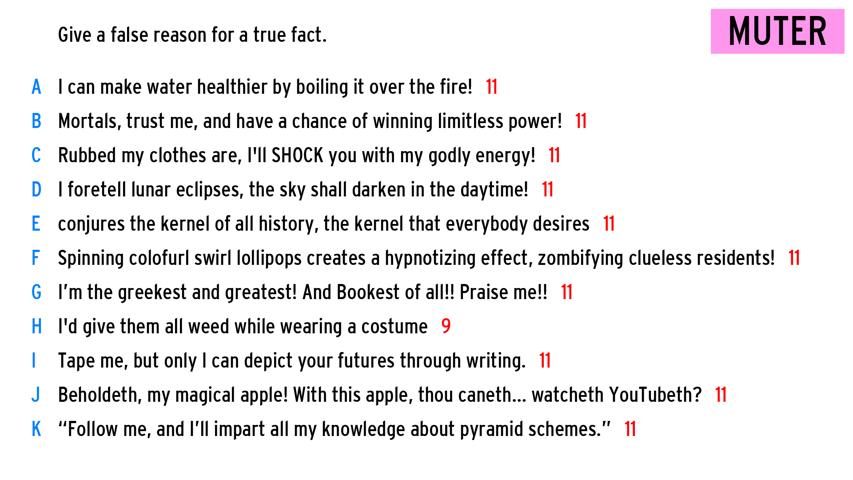 Give a false reason for a true fact.
MUTER
A I can make water healthier by boiling it over the fire! 11
B Mortals, trust me, and have a chance of winning limitless power! 11
C Rubbed my clothes are, I'll SHOCK you with my godly energy! 11
D I foretell lunar eclipses, the sky shall darken in the daytime! 11
E conjures the kernel of all history, the kernel that everybody desires 11
F Spinning colofurl swirl lollipops creates a hypnotizing effect, zombifying clueless residents! 11
G I’m the greekest and greatest! And Bookest of all!! Praise me!! 11
H I'd give them all weed while wearing a costume 9
I Tape me, but only I can depict your futures through writing. 11
J Beholdeth, my magical apple! With this apple, thou caneth... watcheth YouTubeth? 11
K “Follow me, and I’ll impart all my knowledge about pyramid schemes.” 11